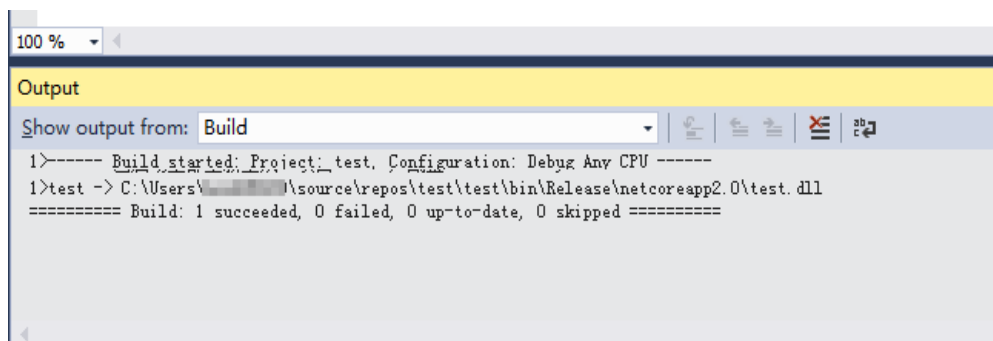 100 %
Output
Show output from: Build
1>------ Build started: Project: test, Configuration: Debug Any CPU ------
1>test -> C:\Users\ \source\repos\test\test\bin\Release\netcoreapp2.0\test.dll
========== Build: 1 succeeded, 0 failed, 0 up-to-date, 0 skipped ==========